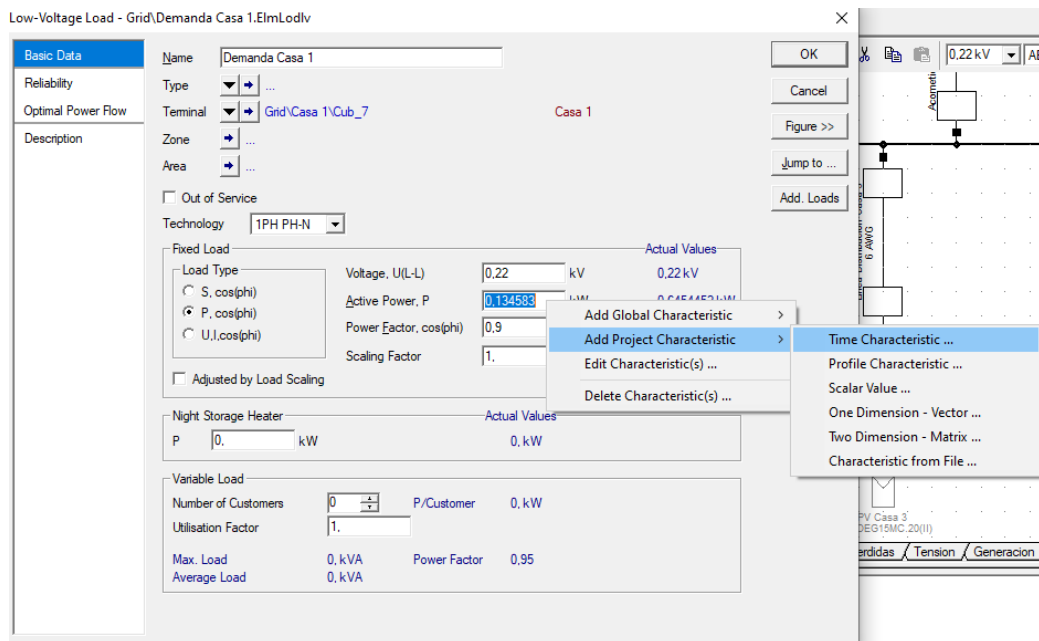 Low-Voltage Load - Grid\Demanda Casa 1.ElmLodlv
Basic Data
Reliability
Optimal Power Flow
Description
Name Demanda Casa 1
Type ...
Terminal Grid\Casa 1\Cub_7 Casa 1
Zone ...
Area ...
Out of Service
Technology 1PH PH-N
Fixed Load Actual Values
Load Type
S, cos(phi)
P, cos(phi)
U,I,cos(phi)
Voltage, U(L-L) 0,22 kV 0,22 kV
Active Power, P 0,134583 kW 0,6454452 kW
Power Factor, cos(phi) 0,9
Scaling Factor 1,
Adjusted by Load Scaling
Night Storage Heater Actual Values
P 0, kW 0, kW
Variable Load
Number of Customers 0 P/Customer 0, kW
Utilisation Factor 1,
Max. Load 0, kVA Power Factor 0,95
Average Load 0, kVA
OK
Cancel
Figure >>
Jump to ...
Add. Loads
Add Global Characteristic >
Add Project Characteristic >
Edit Characteristic(s) ...
Delete Characteristic(s) ...
Time Characteristic ...
Profile Characteristic ...
Scalar Value ...
One Dimension - Vector ...
Two Dimension - Matrix ...
Characteristic from File ...
0,22 kV
6 AWG
PV Casa 3
DEG15MC.20(II)
Tension
Generacion